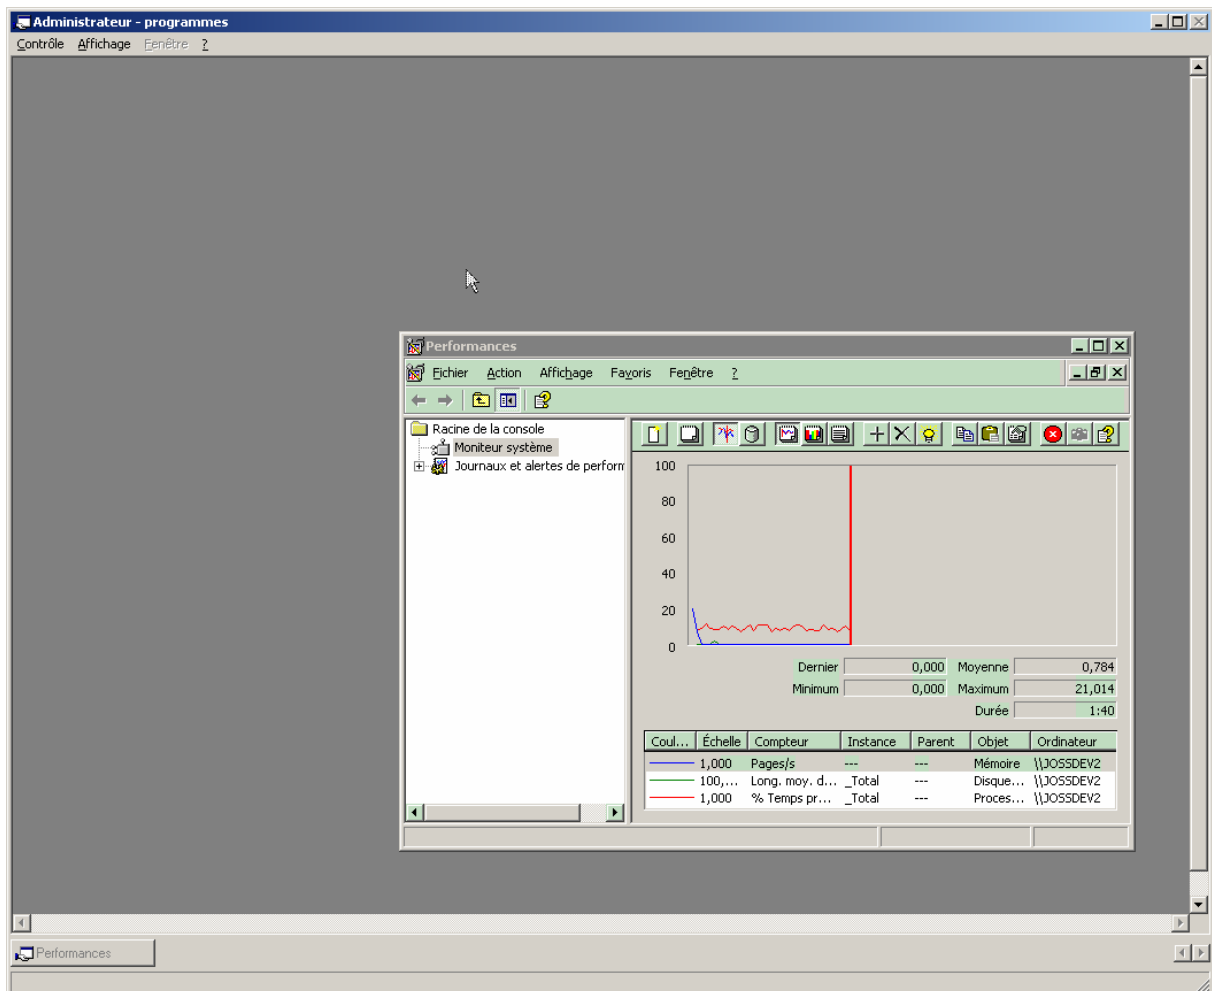 Administrateur - programmes
Contrôle Affichage Fenêtre ?
Performances
Fichier Action Affichage Favoris Fenêtre ?
Racine de la console
Moniteur système
Journaux et alertes de perform
100
80
60
40
20
0
Dernier 0,000 Moyenne 0,784
Minimum 0,000 Maximum 21,014
Durée 1:40
Coul... Échelle Compteur Instance Parent Objet Ordinateur
1,000 Pages/s --- --- Mémoire \\JOSSDEV2
100,... Long. moy. d... _Total --- Disque... \\JOSSDEV2
1,000 % Temps pr... _Total --- Proces... \\JOSSDEV2
Performances